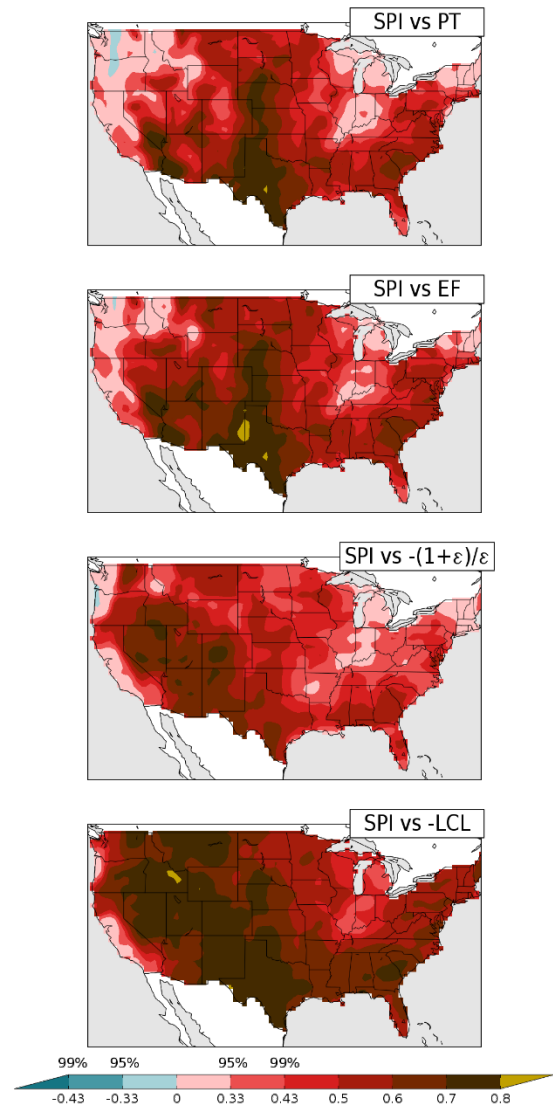 SPI vs PT
SPI vs EF
SPI vs -(1+ε)/ε
SPI vs -LCL
99% 95% 95% 99%
-0.43 -0.33 0 0.33 0.43 0.5 0.6 0.7 0.8